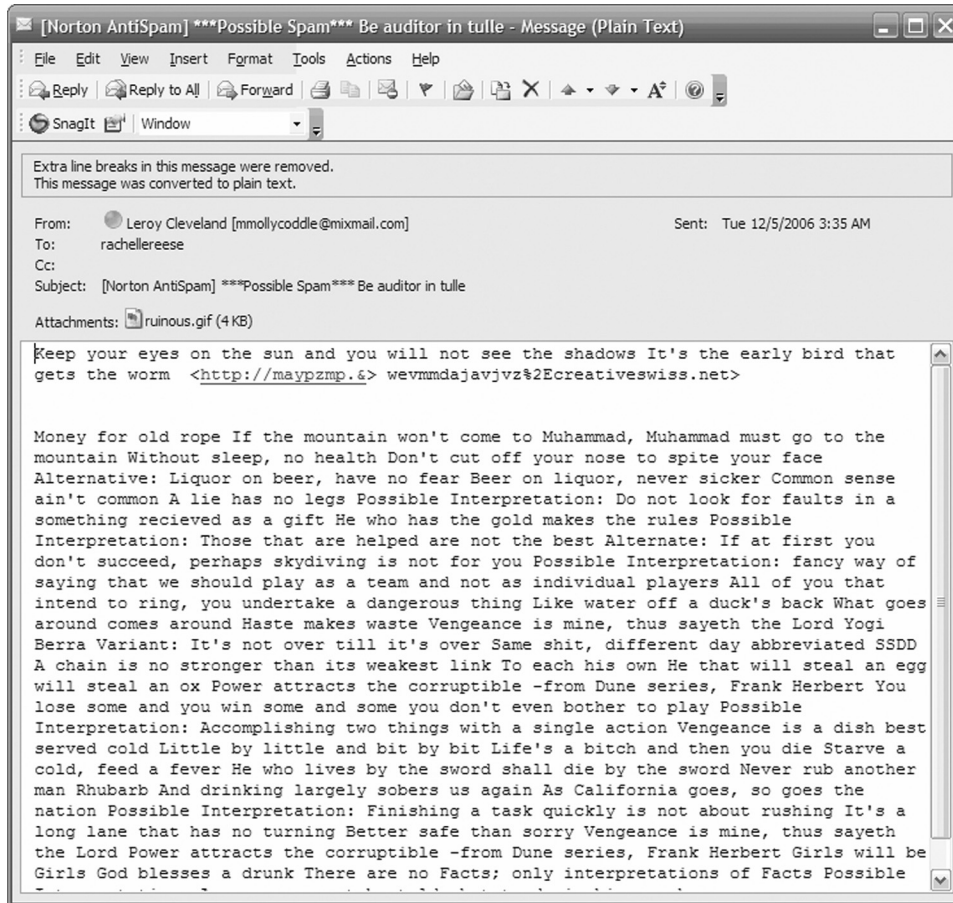 [Norton AntiSpam] ***Possible Spam*** Be auditor in tulle - Message (Plain Text)
File Edit View Insert Format Tools Actions Help
Reply Reply to All Forward
SnagIt Window
Extra line breaks in this message were removed.
This message was converted to plain text.
From: Leroy Cleveland [mmollycoddle@mixmail.com] Sent: Tue 12/5/2006 3:35 AM
To: rachellereese
Cc:
Subject: [Norton AntiSpam] ***Possible Spam*** Be auditor in tulle
Attachments: ruinous.gif (4 KB)
Keep your eyes on the sun and you will not see the shadows It's the early bird that
gets the worm <http://maypzmp.&> wevmmdajavjvz%2Ecreativeswiss.net>
Money for old rope If the mountain won't come to Muhammad, Muhammad must go to the
mountain Without sleep, no health Don't cut off your nose to spite your face
Alternative: Liquor on beer, have no fear Beer on liquor, never sicker Common sense
ain't common A lie has no legs Possible Interpretation: Do not look for faults in a
something recieved as a gift He who has the gold makes the rules Possible
Interpretation: Those that are helped are not the best Alternate: If at first you
don't succeed, perhaps skydiving is not for you Possible Interpretation: fancy way of
saying that we should play as a team and not as individual players All of you that
intend to ring, you undertake a dangerous thing Like water off a duck's back What goes
around comes around Haste makes waste Vengeance is mine, thus sayeth the Lord Yogi
Berra Variant: It's not over till it's over Same shit, different day abbreviated SSDD
A chain is no stronger than its weakest link To each his own He that will steal an egg
will steal an ox Power attracts the corruptible -from Dune series, Frank Herbert You
lose some and you win some and some you don't even bother to play Possible
Interpretation: Accomplishing two things with a single action Vengeance is a dish best
served cold Little by little and bit by bit Life's a bitch and then you die Starve a
cold, feed a fever He who lives by the sword shall die by the sword Never rub another
man Rhubarb And drinking largely sobers us again As California goes, so goes the
nation Possible Interpretation: Finishing a task quickly is not about rushing It's a
long lane that has no turning Better safe than sorry Vengeance is mine, thus sayeth
the Lord Power attracts the corruptible -from Dune series, Frank Herbert Girls will be
Girls God blesses a drunk There are no Facts; only interpretations of Facts Possible